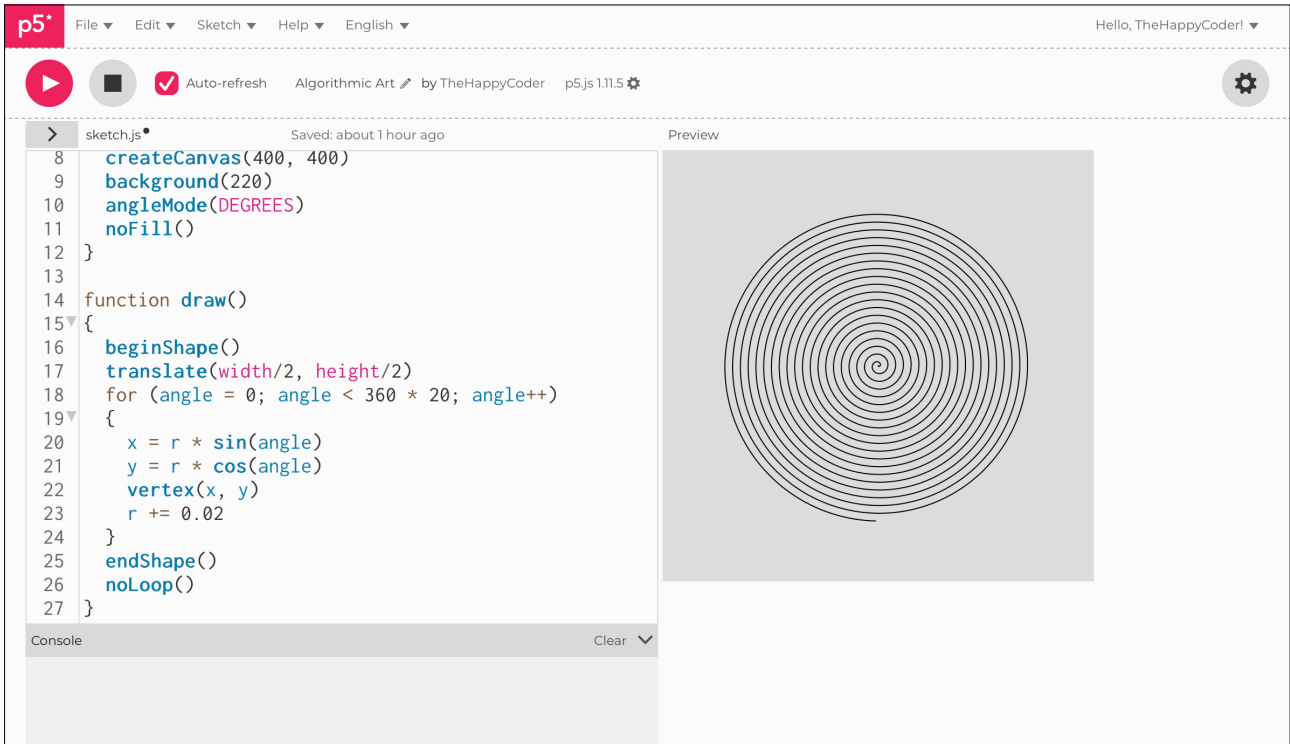 p5* File Edit Sketch Help English Hello, TheHappyCoder!
Auto-refresh Algorithmic Art by TheHappyCoder p5.js 1.11.5
sketch.js Saved: about 1 hour ago Preview
8 createCanvas(400, 400)
9 background(220)
10 angleMode(DEGREES)
11 noFill()
12 }
13
14 function draw()
15 {
16 beginShape()
17 translate(width/2, height/2)
18 for (angle = 0; angle < 360 * 20; angle++)
19 {
20 x = r * sin(angle)
21 y = r * cos(angle)
22 vertex(x, y)
23 r += 0.02
24 }
25 endShape()
26 noLoop()
27 }
Console Clear